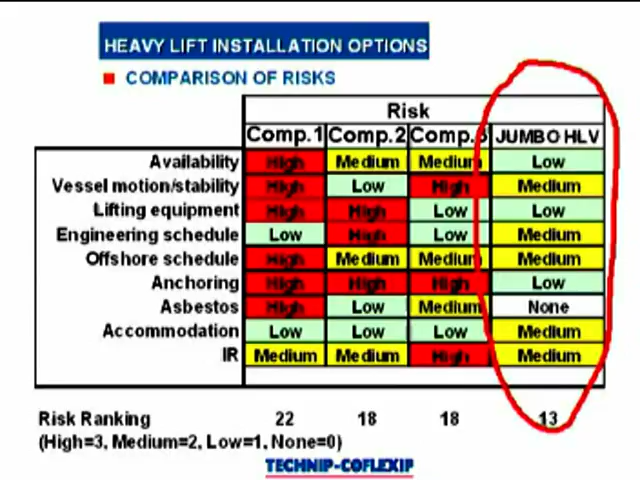 HEAVY LIFT INSTALLATION OPTIONS
COMPARISON OF RISKS
Risk
Comp.1 Comp.2 Comp.3 JUMBO HLV
Availability High Medium Medium Low
Vessel motion/stability High Low High Medium
Lifting equipment High High Low Low
Engineering schedule Low High Low Medium
Offshore schedule High Medium Medium Medium
Anchoring High High High Low
Asbestos High Low Medium None
Accommodation Low Low Low Medium
IR Medium Medium High Medium
Risk Ranking 22 18 18 13
(High=3, Medium=2, Low=1, None=0)
TECHNIP-COFLEXIP